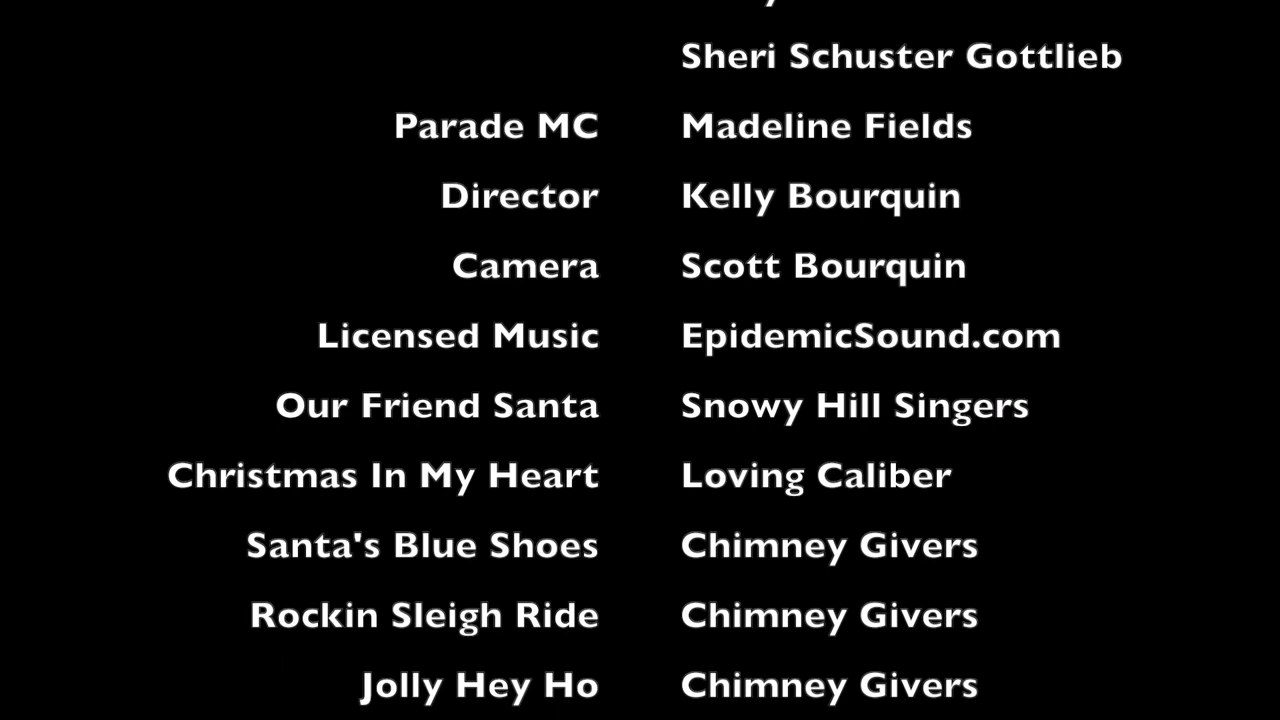 Sheri Schuster Gottlieb
Parade MC Madeline Fields
Director Kelly Bourquin
Camera Scott Bourquin
Licensed Music EpidemicSound.com
Our Friend Santa Snowy Hill Singers
Christmas In My Heart Loving Caliber
Santa's Blue Shoes Chimney Givers
Rockin Sleigh Ride Chimney Givers
Jolly Hey Ho Chimney Givers